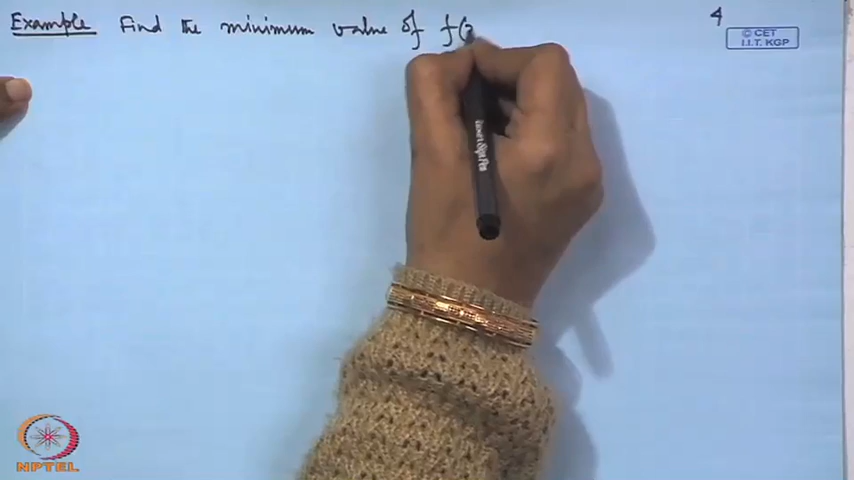 Example Find the minimum value of f(
4
© CET
I.I.T. KGP
NPTEL